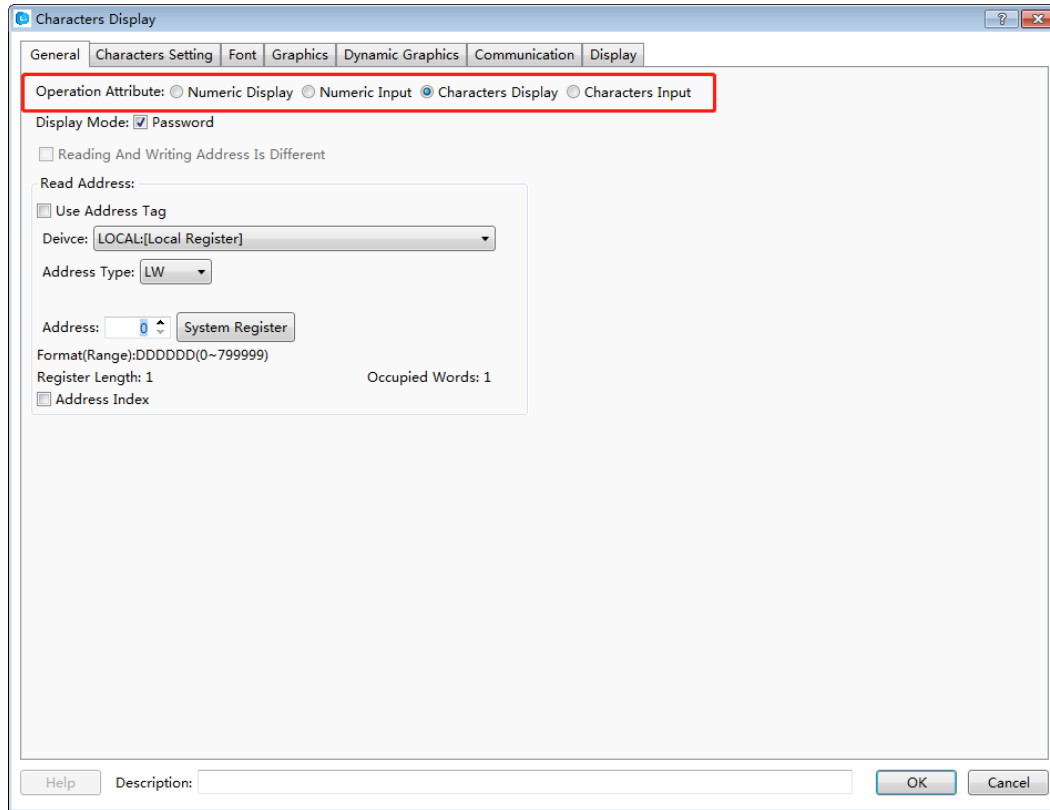 Characters Display
General Characters Setting Font Graphics Dynamic Graphics Communication Display
Operation Attribute: Numeric Display Numeric Input Characters Display Characters Input
Display Mode: Password
Reading And Writing Address Is Different
Read Address:
Use Address Tag
Deivce: LOCAL:[Local Register]
Address Type: LW
Address: 0 System Register
Format(Range):DDDDDD(0~799999)
Register Length: 1 Occupied Words: 1
Address Index
Help Description: OK Cancel